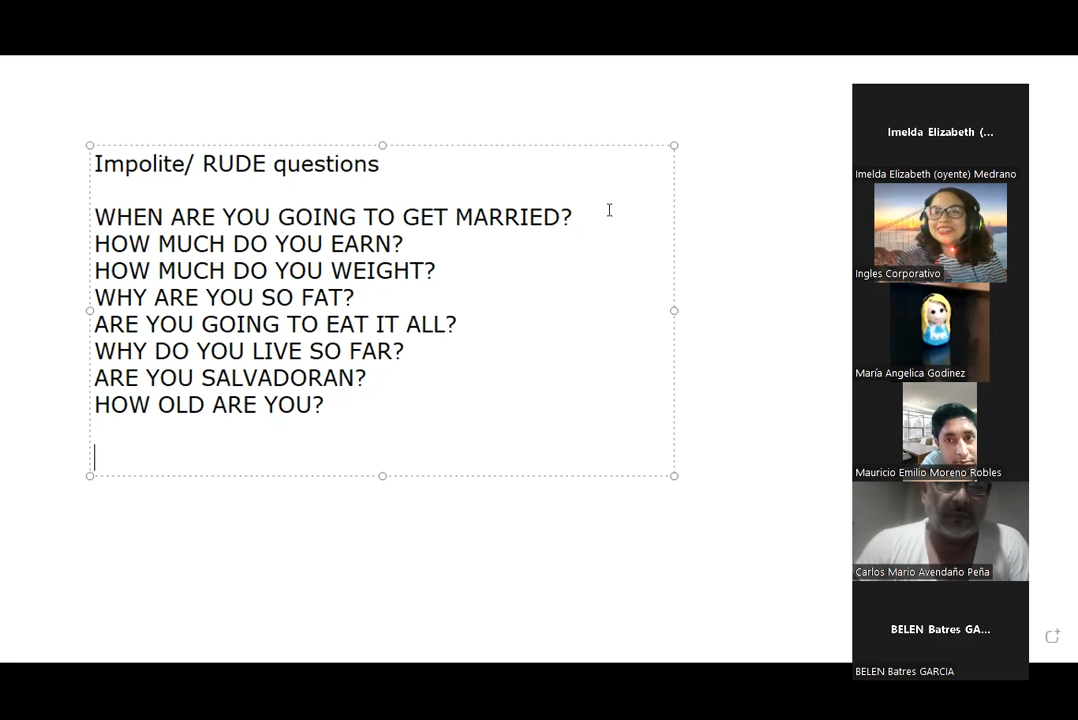 Impolite/ RUDE questions
WHEN ARE YOU GOING TO GET MARRIED?
HOW MUCH DO YOU EARN?
HOW MUCH DO YOU WEIGHT?
WHY ARE YOU SO FAT?
ARE YOU GOING TO EAT IT ALL?
WHY DO YOU LIVE SO FAR?
ARE YOU SALVADORAN?
HOW OLD ARE YOU?
Imelda Elizabeth (...
Imelda Elizabeth (oyente) Medrano
Ingles Corporativo
María Angelica Godinez
Mauricio Emilio Moreno Robles
Carlos Mario Avendaño Peña
BELEN Batres GA...
BELEN Batres GARCIA